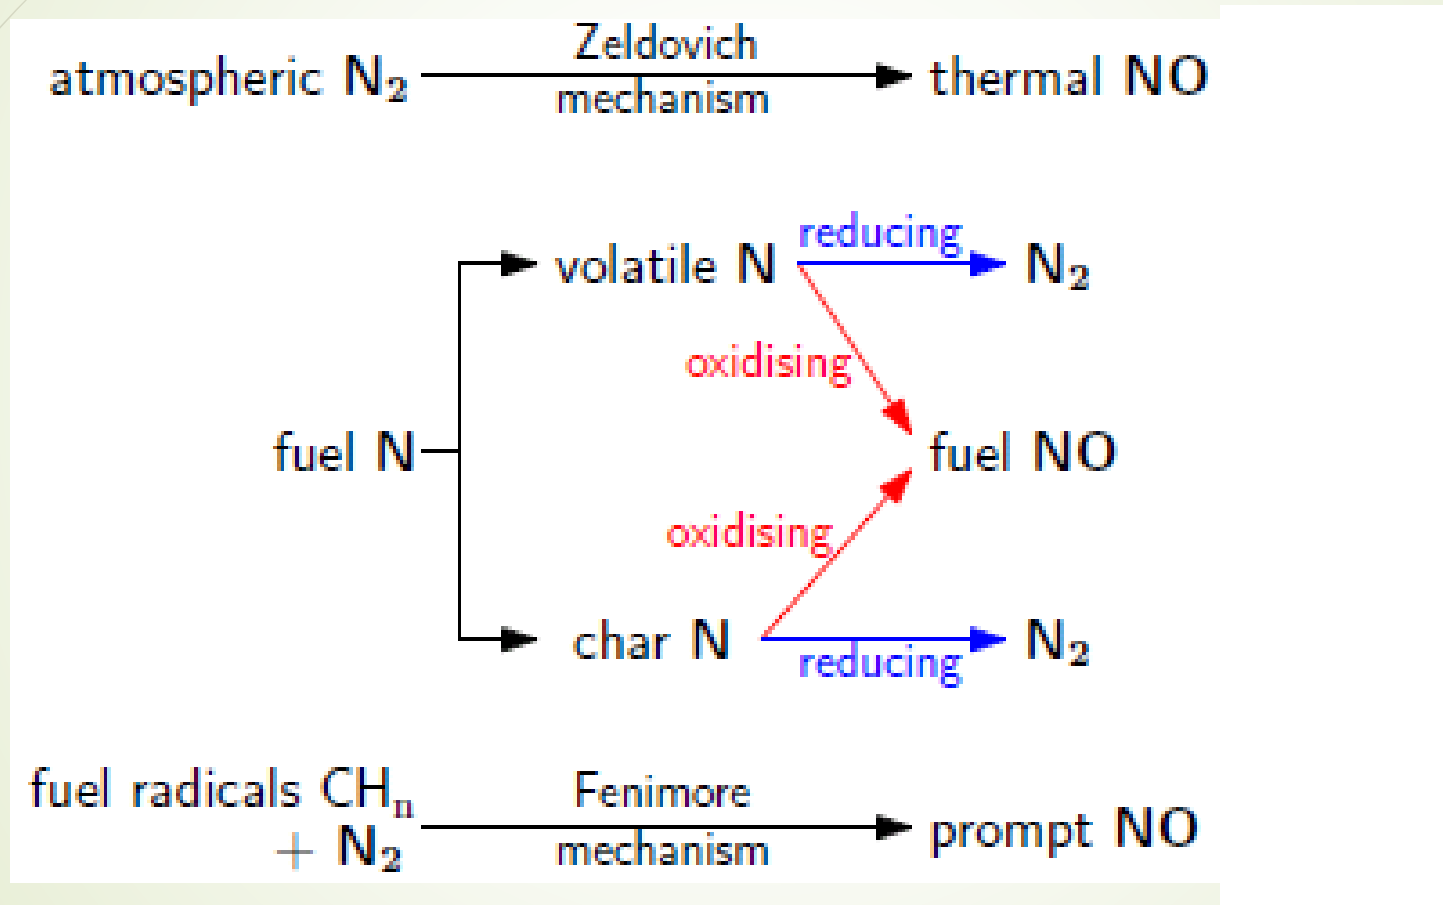 Zeldovich
atmospheric N₂
thermal NO
mechanism
reducing
volatile N
N₂
oxidising
fuel N
fuel NO
oxidising
char N
N₂
reducing
fuel radicals CHₙ
+ N₂
Fenimore
mechanism
prompt NO